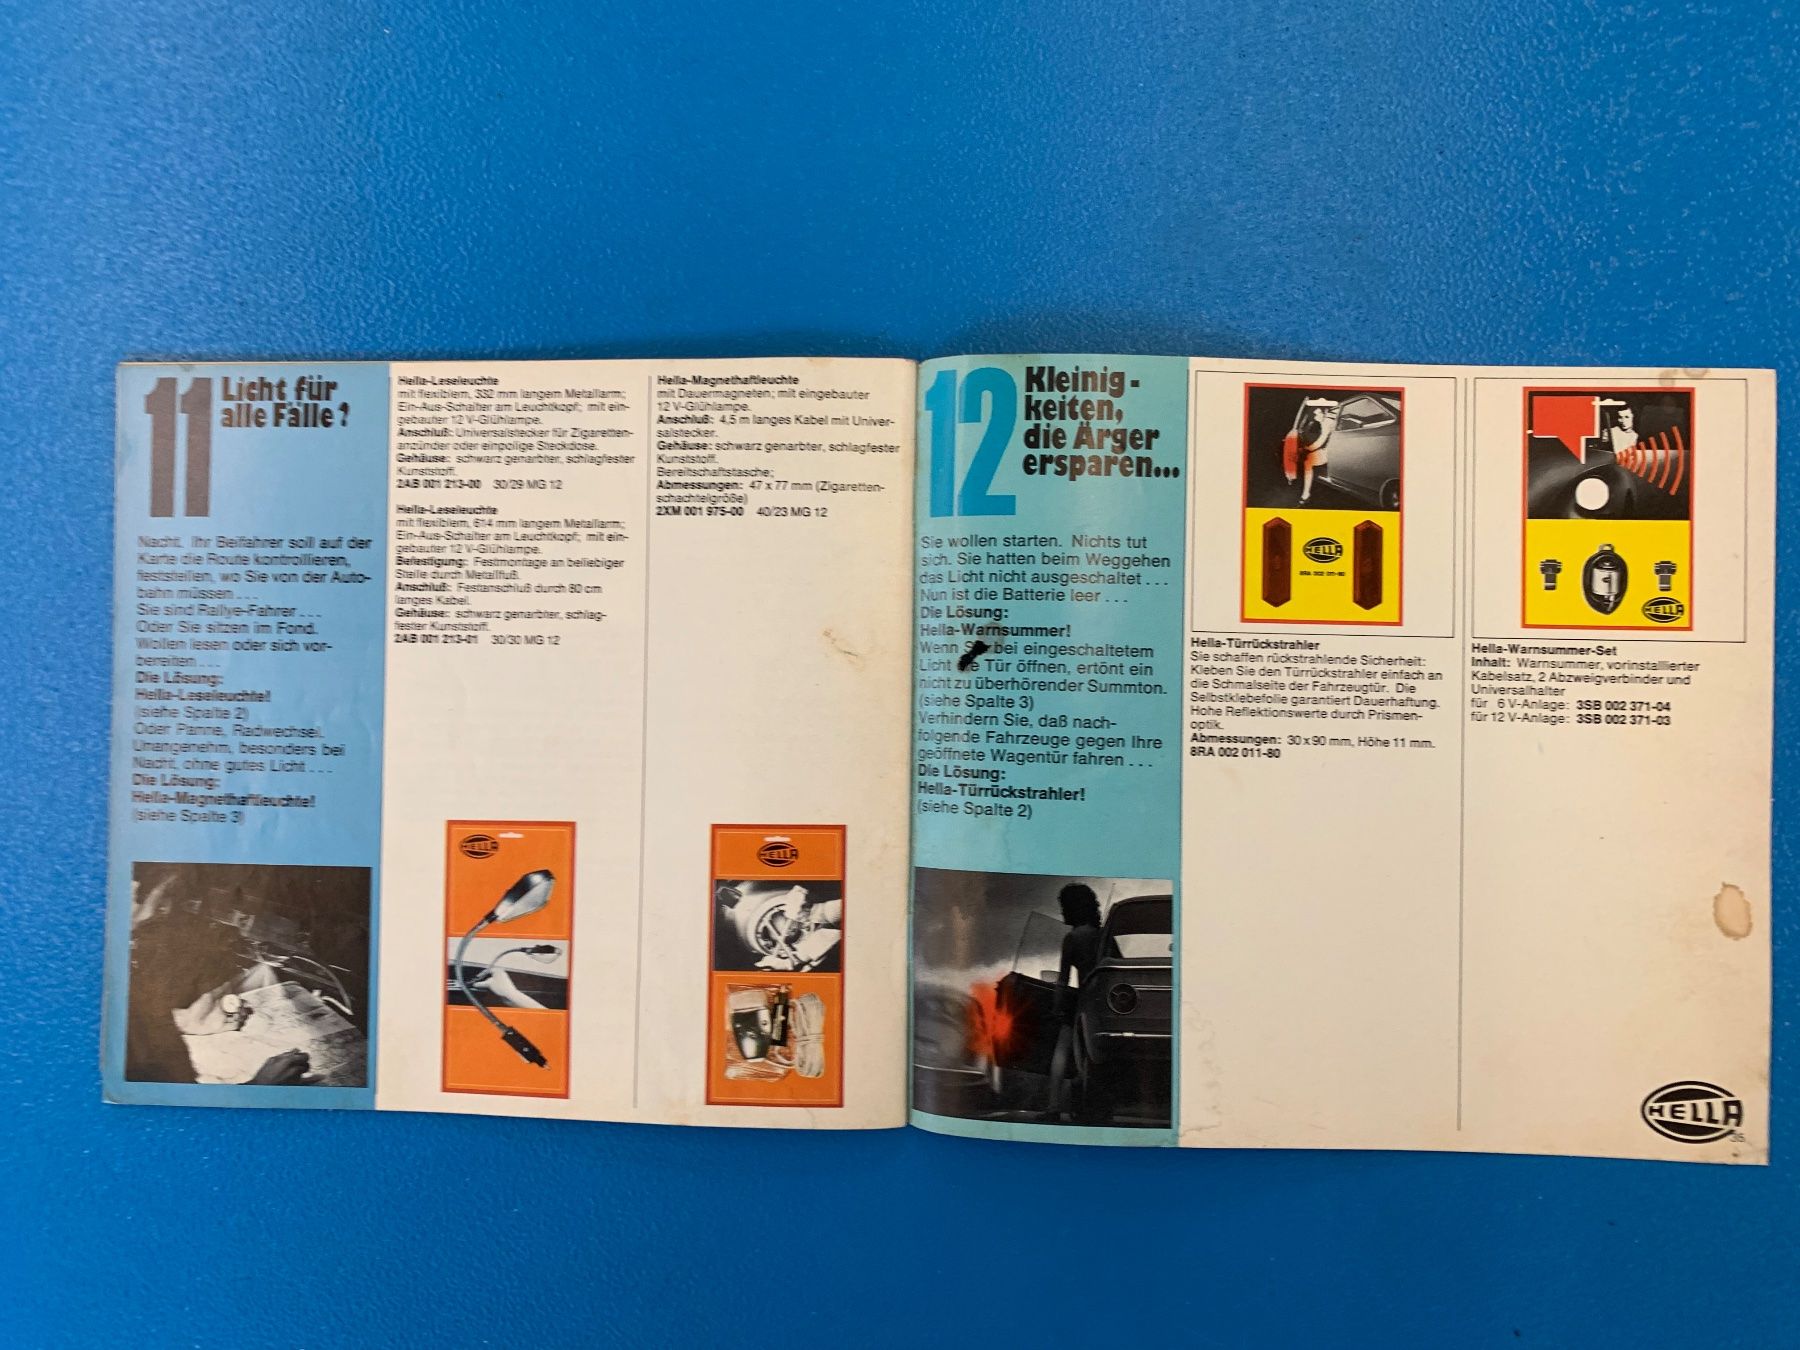 11
Licht für
alle Fälle?
Nacht. Ihr Beifahrer soll auf der
Karte die Route kontrollieren,
feststellen, wo Sie von der Auto-
bahn müssen...
Sie sind Rallye-Fahrer...
Oder Sie sitzen im Fond.
Wollen lesen oder sich vor-
bereiten...
Die Lösung:
Hella-Leseleuchte!
(siehe Spalte 2)
Oder Panne, Radwechsel.
Unangenehm, besonders bei
Nacht, ohne gutes Licht...
Die Lösung:
Hella-Magnethaftleuchte!
(siehe Spalte 3)
Hella-Leseleuchte
mit flexiblem, 332 mm langem Metallarm;
Ein-Aus-Schalter am Leuchtkopf; mit ein-
gebauter 12 V-Glühlampe.
Anschluß: Universalstecker für Zigaretten-
anzünder oder einpolige Steckdose.
Gehäuse: schwarz genarbter, schlagfester
Kunststoff.
2AB 001 213-00 30/29 MG 12
Hella-Leseleuchte
mit flexiblem, 614 mm langem Metallarm;
Ein-Aus-Schalter am Leuchtkopf; mit ein-
gebauter 12 V-Glühlampe.
Befestigung: Festmontage an beliebiger
Stelle durch Metallfuß.
Anschluß: Festanschluß durch 60 cm
langes Kabel.
Gehäuse: schwarz genarbter, schlag-
fester Kunststoff.
2AB 001 213-01 30/30 MG 12
HELLA
Hella-Magnethaftleuchte
mit Dauermagneten; mit eingebauter
12 V-Glühlampe.
Anschluß: 4,5 m langes Kabel mit Univer-
salstecker.
Gehäuse: schwarz genarbter, schlagfester
Kunststoff.
Bereitschaftstasche;
Abmessungen: 47 x 77 mm (Zigaretten-
schachtelgröße)
2XM 001 975-00 40/23 MG 12
HELLA
12
Kleinig-
keiten,
die Ärger
ersparen...
Sie wollen starten. Nichts tut
sich. Sie hatten beim Weggehen
das Licht nicht ausgeschaltet...
Nun ist die Batterie leer...
Die Lösung:
Hella-Warnsummer!
Wenn Sie bei eingeschaltetem
Licht die Tür öffnen, ertönt ein
nicht zu überhörender Summton.
(siehe Spalte 3)
Verhindern Sie, daß nach-
folgende Fahrzeuge gegen Ihre
geöffnete Wagentür fahren...
Die Lösung:
Hella-Türrückstrahler!
(siehe Spalte 2)
HELLA
8RA 002 011-80
Hella-Türrückstrahler
Sie schaffen rückstrahlende Sicherheit:
Kleben Sie den Türrückstrahler einfach an
die Schmalseite der Fahrzeugtür. Die
Selbstklebefolie garantiert Dauerhaftung.
Hohe Reflektionswerte durch Prismen-
optik.
Abmessungen: 30 x 90 mm, Höhe 11 mm.
8RA 002 011-80
HELLA
Hella-Warnsummer-Set
Inhalt: Warnsummer, vorinstallierter
Kabelsatz, 2 Abzweigverbinder und
Universalhalter
für 6 V-Anlage: 3SB 002 371-04
für 12 V-Anlage: 3SB 002 371-03
HELLA
35